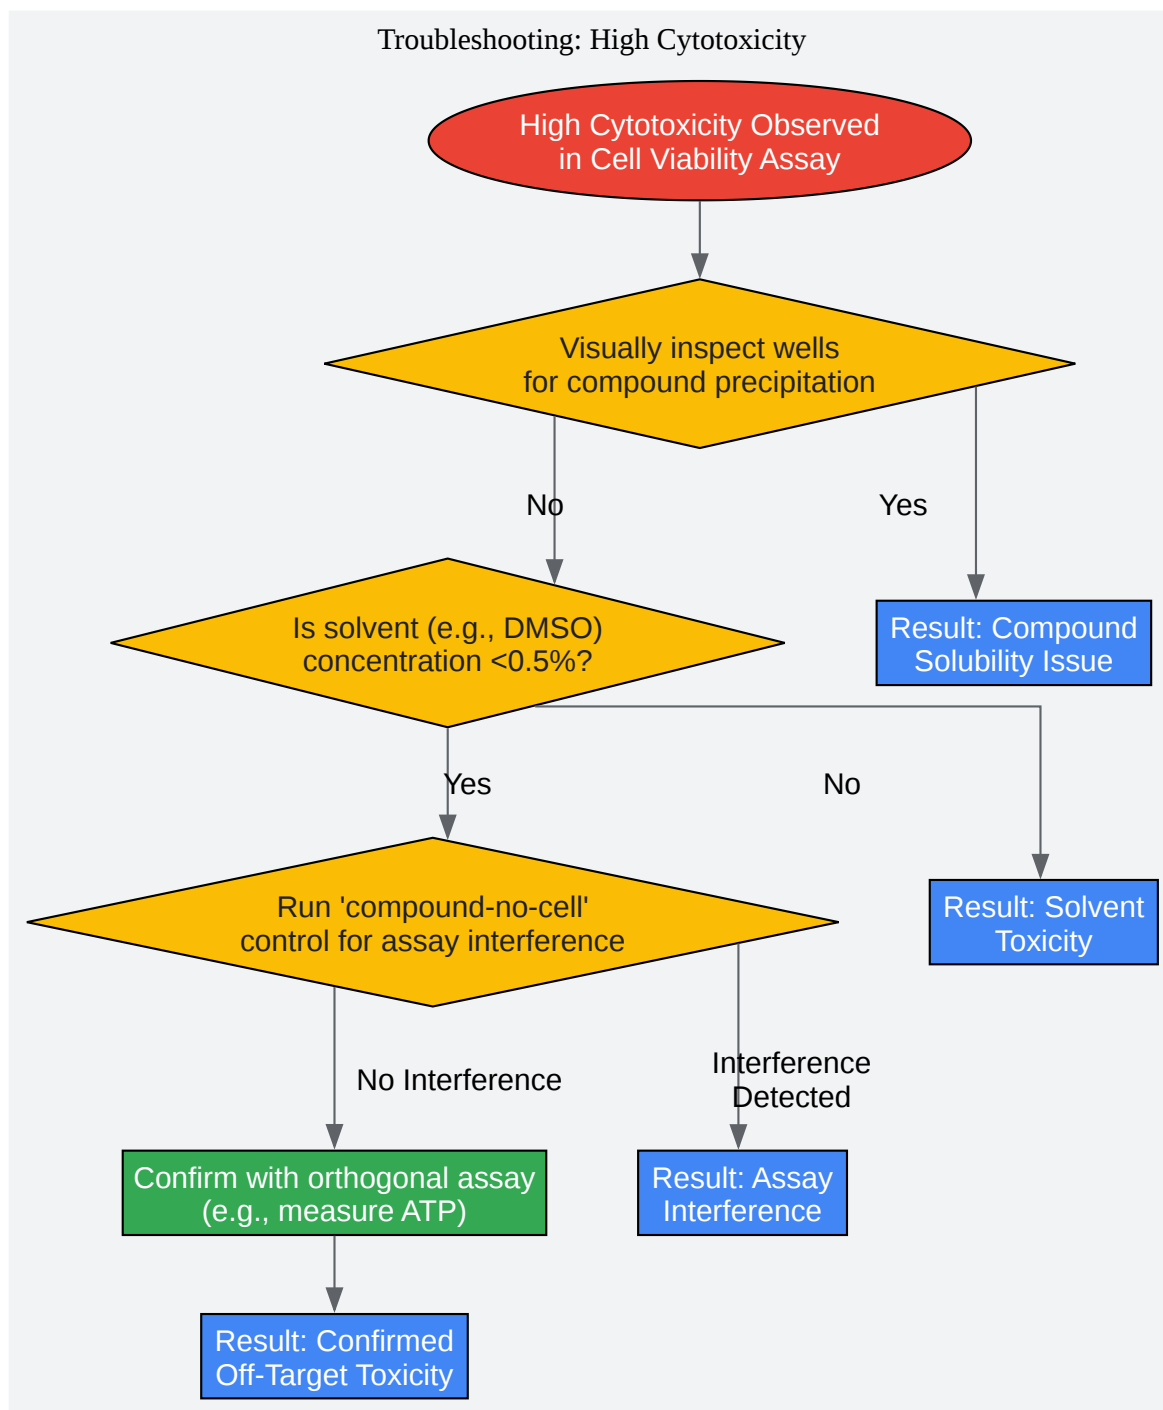 Troubleshooting: High Cytotoxicity
High Cytotoxicity Observed
in Cell Viability Assay
Visually inspect wells
for compound precipitation
No
Yes
Is solvent (e.g., DMSO)
concentration <0.5%?
Result: Compound
Solubility Issue
Yes
No
Run 'compound-no-cell'
control for assay interference
Result: Solvent
Toxicity
No Interference
Interference
Detected
Confirm with orthogonal assay
(e.g., measure ATP)
Result: Assay
Interference
Result: Confirmed
Off-Target Toxicity